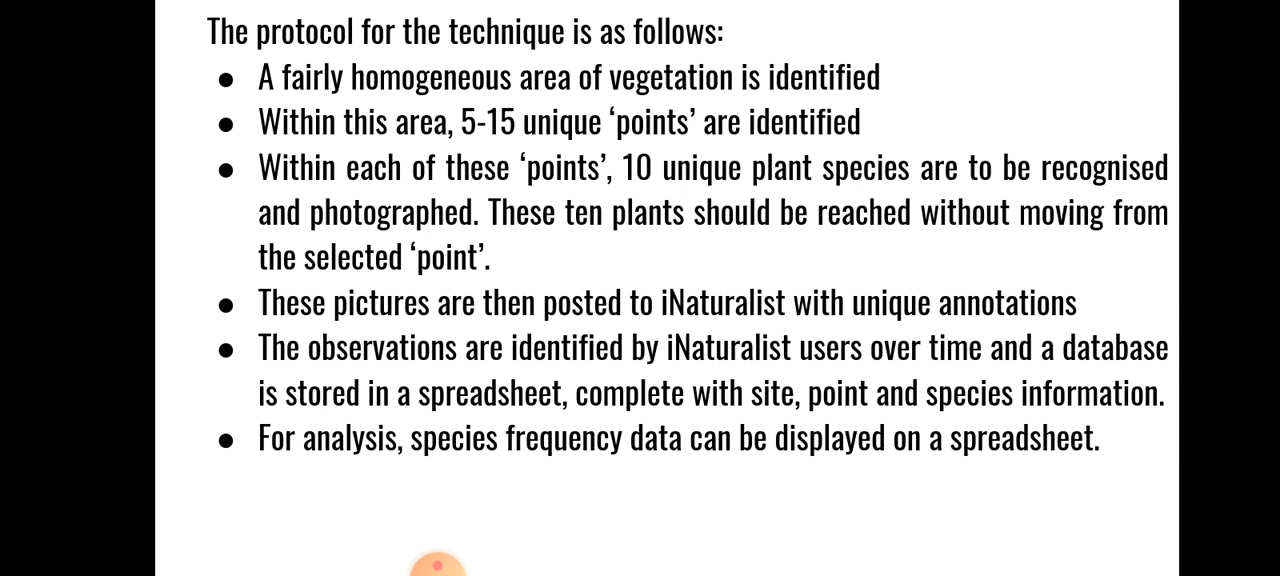 The protocol for the technique is as follows:
● A fairly homogeneous area of vegetation is identified
● Within this area, 5-15 unique ‘points’ are identified
● Within each of these ‘points’, 10 unique plant species are to be recognised
and photographed. These ten plants should be reached without moving from
the selected ‘point’.
● These pictures are then posted to iNaturalist with unique annotations
● The observations are identified by iNaturalist users over time and a database
is stored in a spreadsheet, complete with site, point and species information.
● For analysis, species frequency data can be displayed on a spreadsheet.